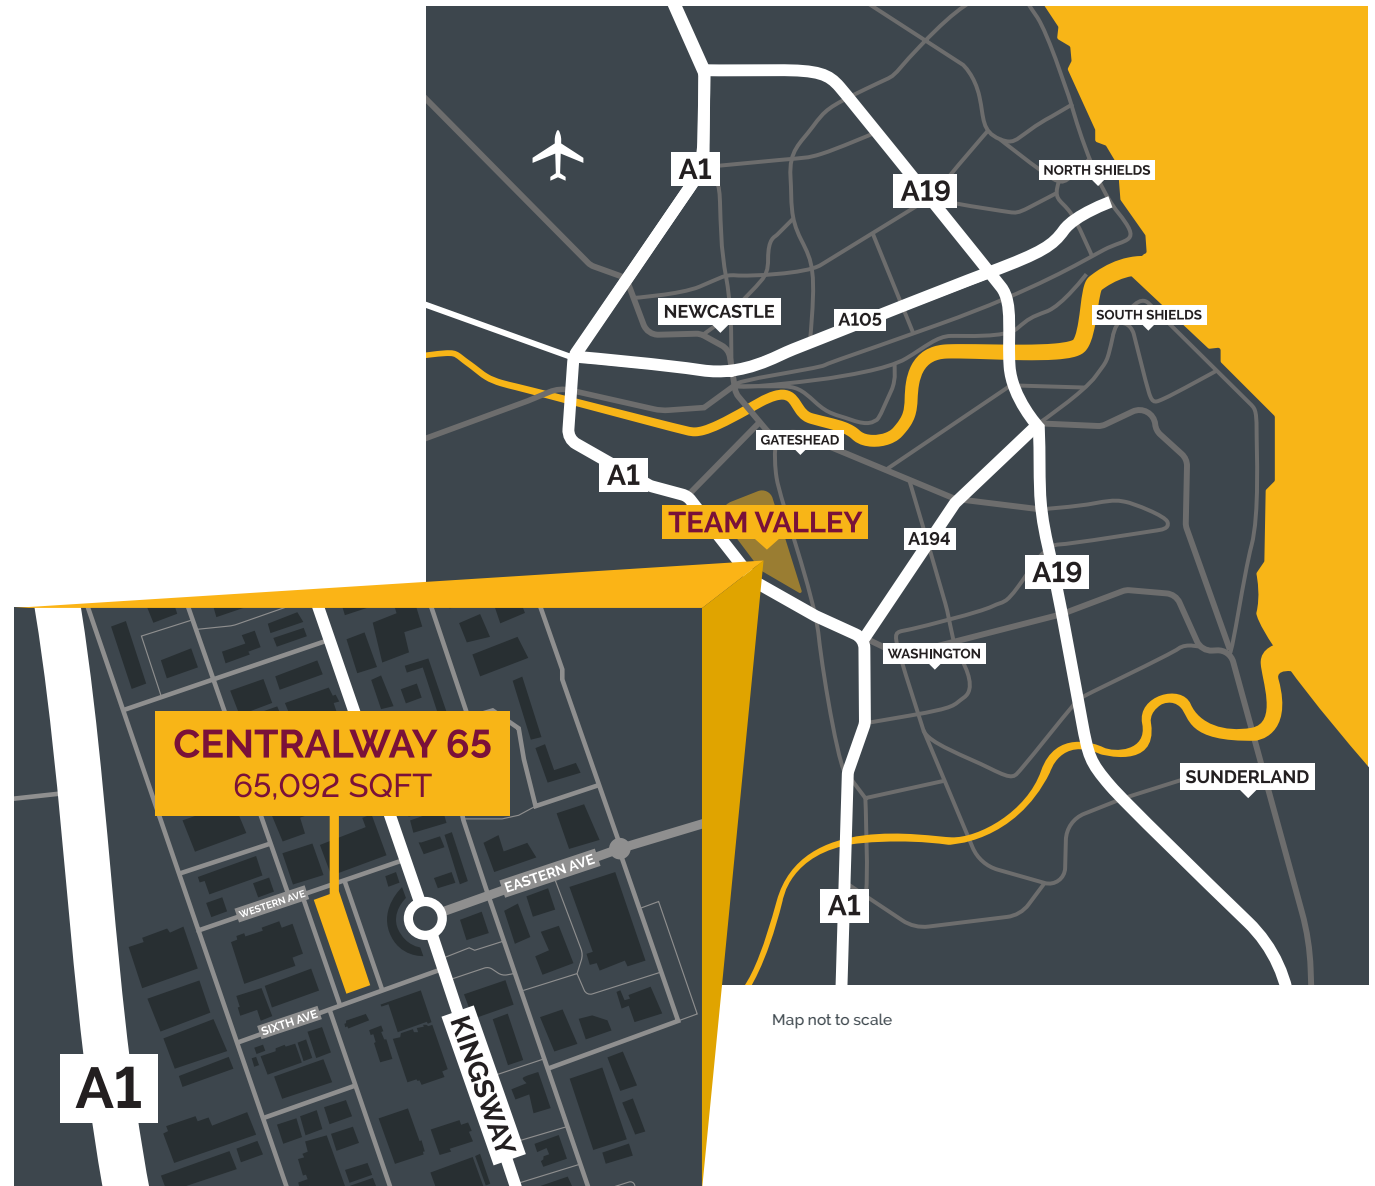 A1
A19
NORTH SHIELDS
NEWCASTLE
A105
SOUTH SHIELDS
GATESHEAD
A1
TEAM VALLEY
A194
A19
WASHINGTON
SUNDERLAND
A1
Map not to scale
CENTRALWAY 65
65,092 SQFT
EASTERN AVE
WESTERN AVE
SIXTH AVE
KINGSWAY
A1